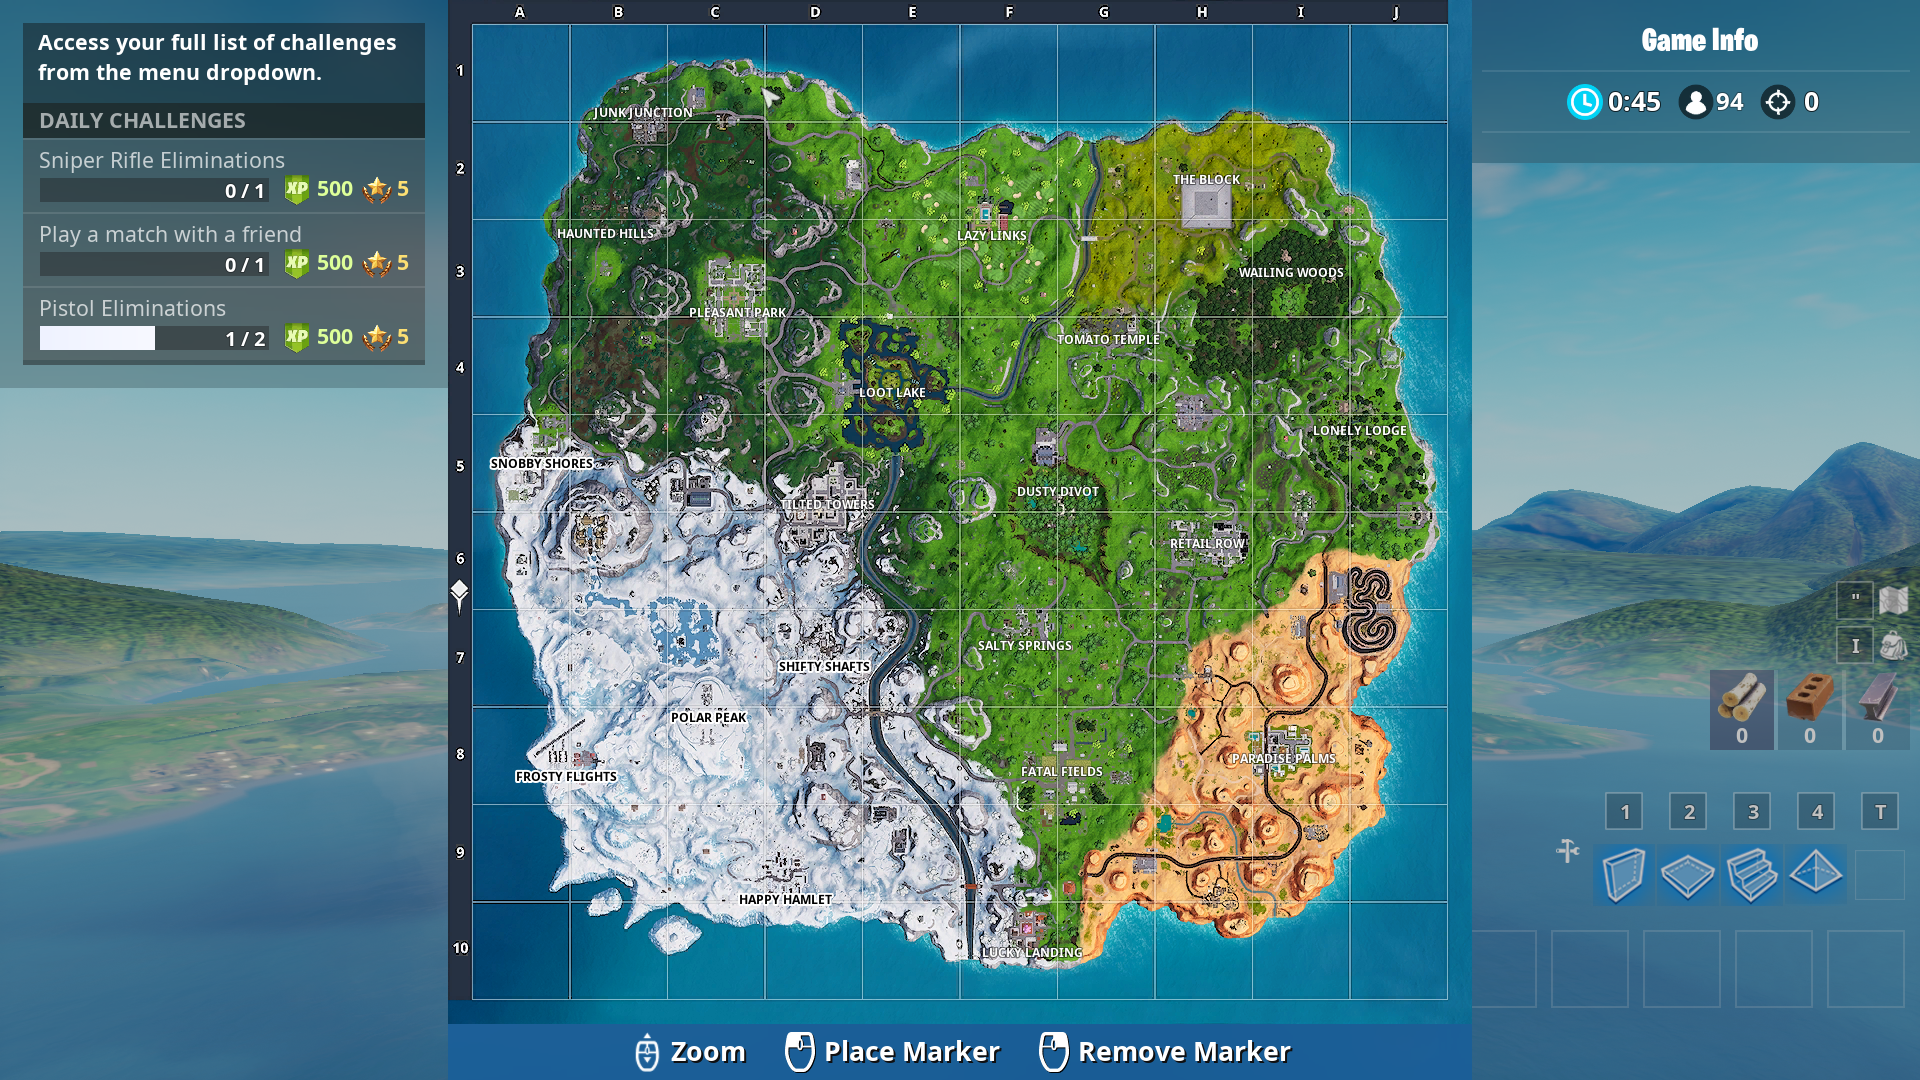 Access your full list of challenges
from the menu dropdown.
DAILY CHALLENGES
Sniper Rifle Eliminations
0 / 1 XP 500 5
Play a match with a friend
0 / 1 XP 500 5
Pistol Eliminations
1 / 2 XP 500 5
A B C D E F G H I J
1
2
3
4
5
6
7
8
9
10
JUNK JUNCTION
THE BLOCK
HAUNTED HILLS
LAZY LINKS
WAILING WOODS
PLEASANT PARK
TOMATO TEMPLE
LOOT LAKE
LONELY LODGE
SNOBBY SHORES
DUSTY DIVOT
TILTED TOWERS
RETAIL ROW
SALTY SPRINGS
SHIFTY SHAFTS
POLAR PEAK
PARADISE PALMS
FATAL FIELDS
FROSTY FLIGHTS
HAPPY HAMLET
LUCKY LANDING
Zoom Place Marker Remove Marker
Game Info
0:45 94 0
"
I
0 0 0
1 2 3 4 T